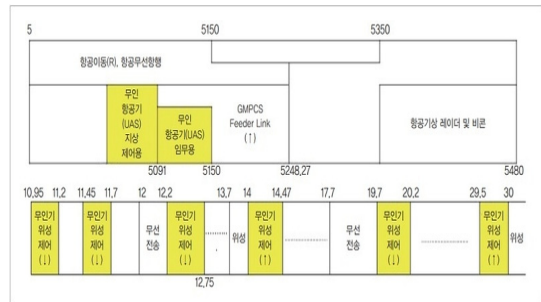 5 5150 5350
항공이동(R), 항공무선항행
무인
항공기
(UAS)
지상
제어용
무인
항공기(UAS)
임무용
GMPCS
Feeder Link
(↑)
항공기상 레이더 및 비콘
5091 5150 5248,27 5480
10,95 11,2 11,45 11,7 12 12,2 13,7 14 14,47 17,7 19,7 20,2 29,5 30
무인기
위성
제어
(↓)
무인기
위성
제어
(↓)
무선
전송
무인기
위성
제어
(↓)
위성
무인기
위성
제어
(↑)
무선
전송
무인기
위성
제어
(↓)
무인기
위성
제어
(↑)
위성
12,75